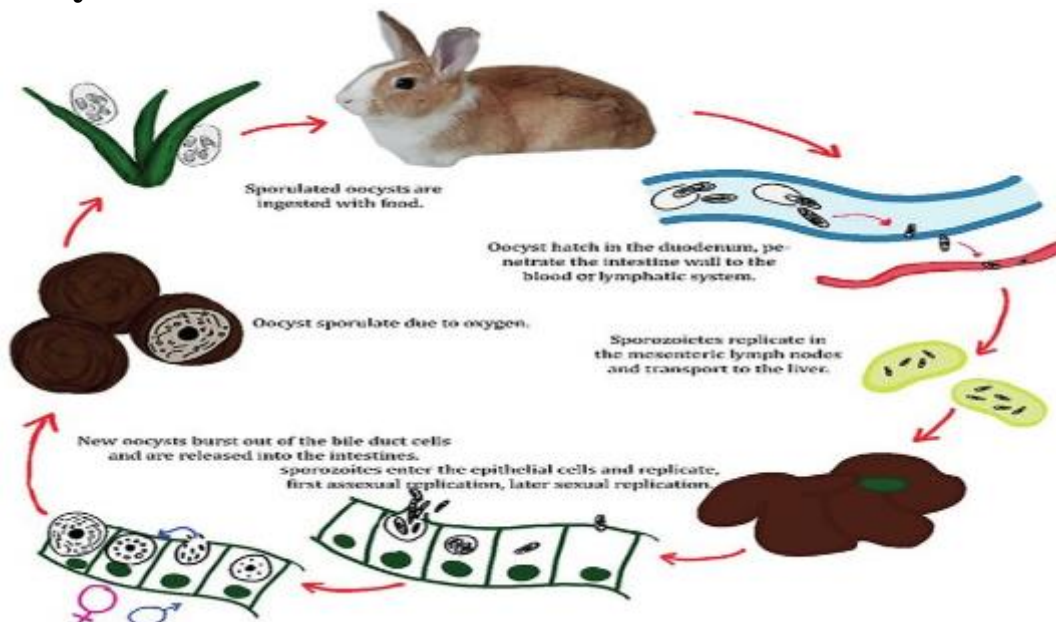 Sporulated oocysts are
ingested with food.
Oocyst hatch in the duodenum, pe-
netrate the intestine wall to the
blood or lymphatic system.
Oocyst sporulate due to oxygen.
Sporozoietes replicate in
the mesenteric lymph nodes
and transport to the liver.
New oocysts burst out of the bile duct cells
and are released into the intestines.
sporozoites enter the epithelial cells and replicate,
first assexual replication, later sexual replication.